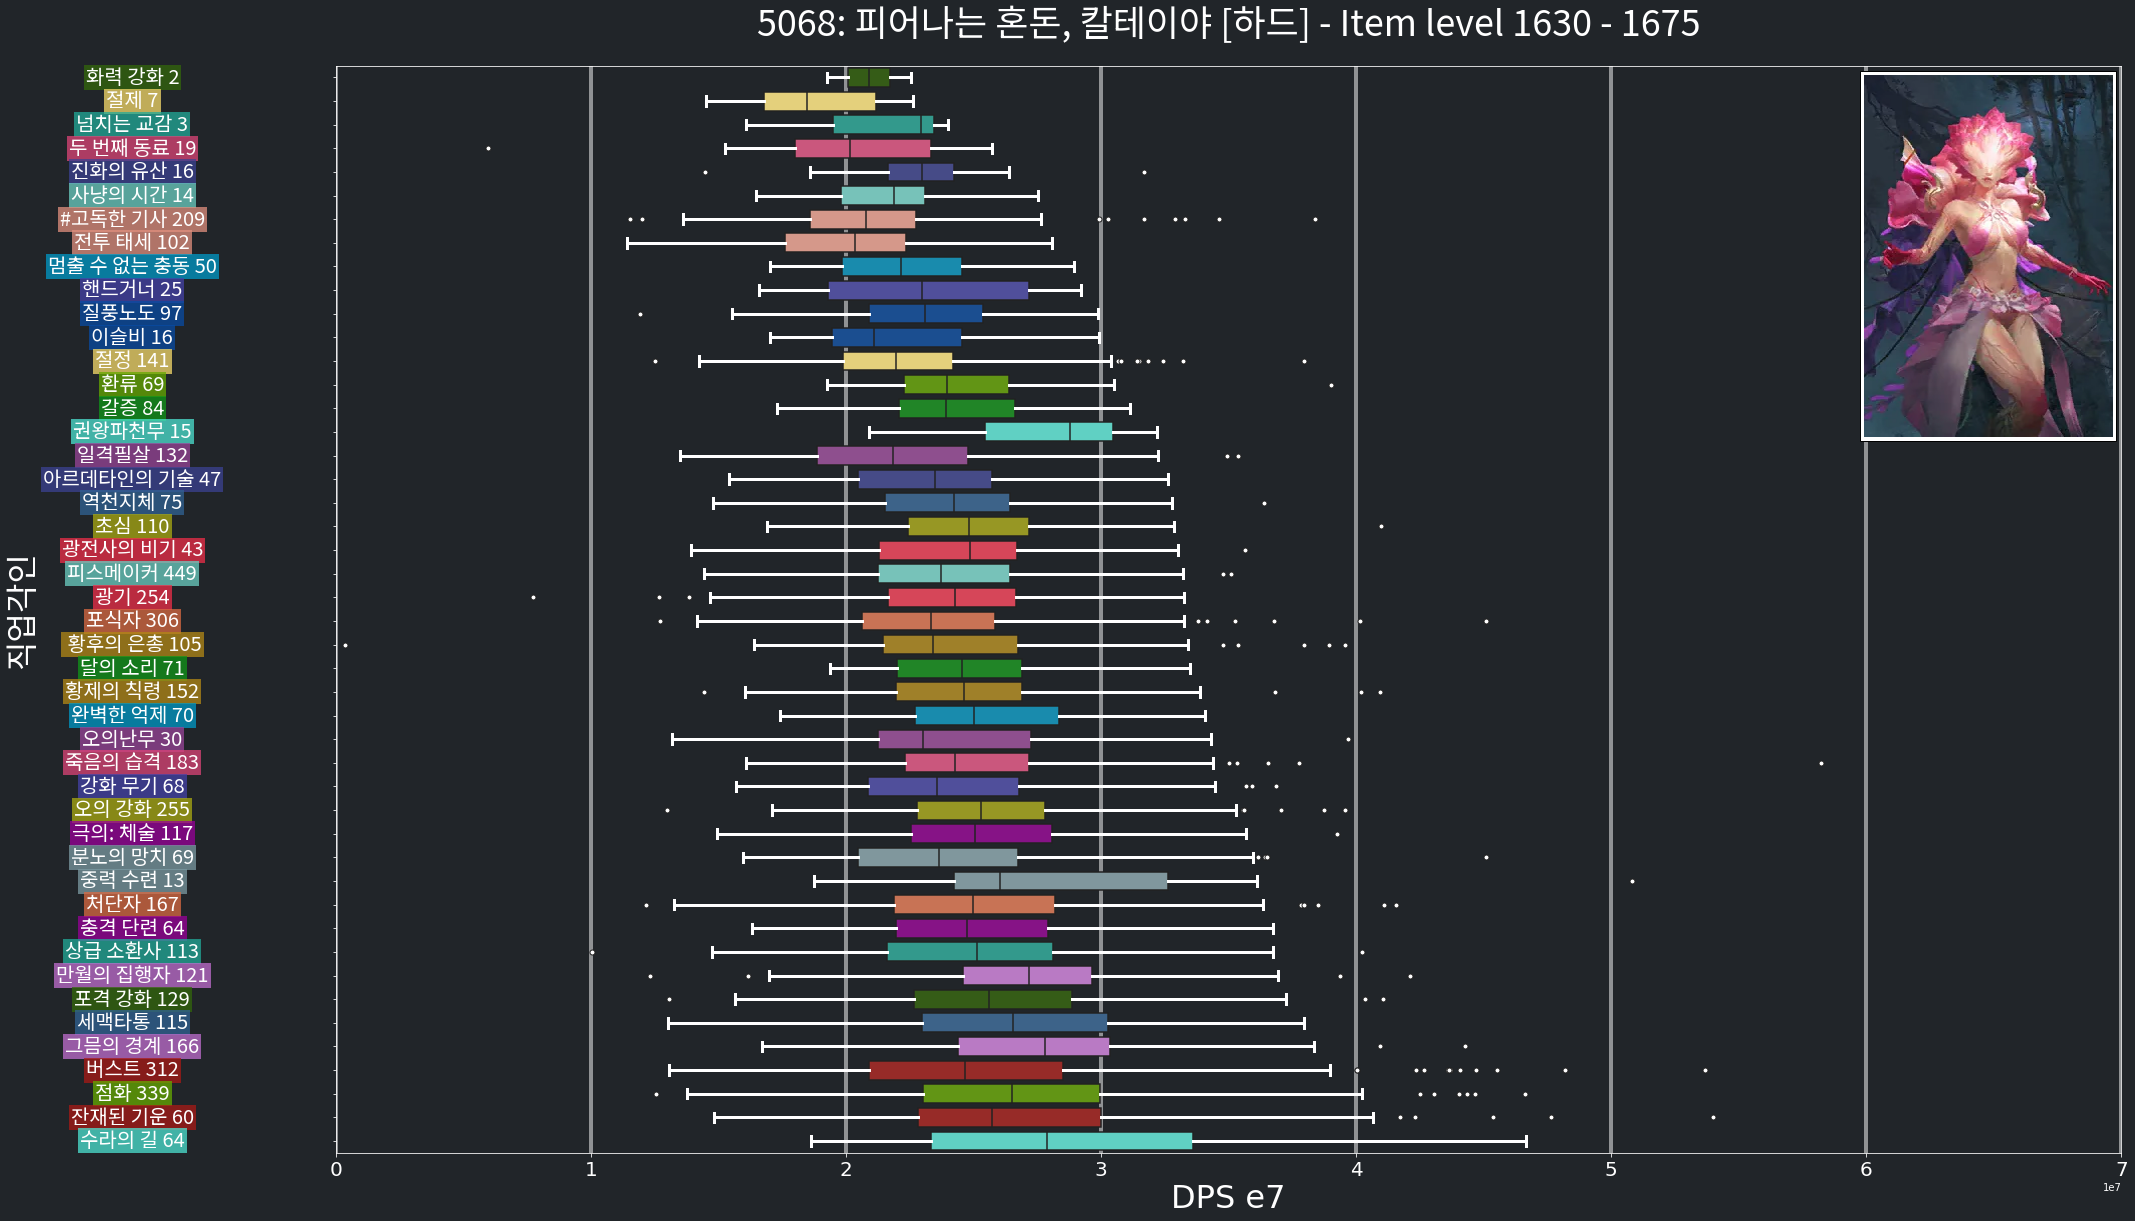 5068: 피어나는 혼돈, 칼테이야 [하드] - Item level 1630 - 1675
직업각인
화력 강화 2
절제 7
넘치는 교감 3
두 번째 동료 19
진화의 유산 16
사냥의 시간 14
#고독한 기사 209
전투 태세 102
멈출 수 없는 충동 50
핸드거너 25
질풍노도 97
이슬비 16
절정 141
환류 69
갈증 84
권왕파천무 15
일격필살 132
아르데타인의 기술 47
역천지체 75
초심 110
광전사의 비기 43
피스메이커 449
광기 254
포식자 306
황후의 은총 105
달의 소리 71
황제의 칙령 152
완벽한 억제 70
오의난무 30
죽음의 습격 183
강화 무기 68
오의 강화 255
극의: 체술 117
분노의 망치 69
중력 수련 13
처단자 167
충격 단련 64
상급 소환사 113
만월의 집행자 121
포격 강화 129
세맥타통 115
그믐의 경계 166
버스트 312
점화 339
잔재된 기운 60
수라의 길 64
0 1 2 3 4 5 6 7
1e7
DPS e7